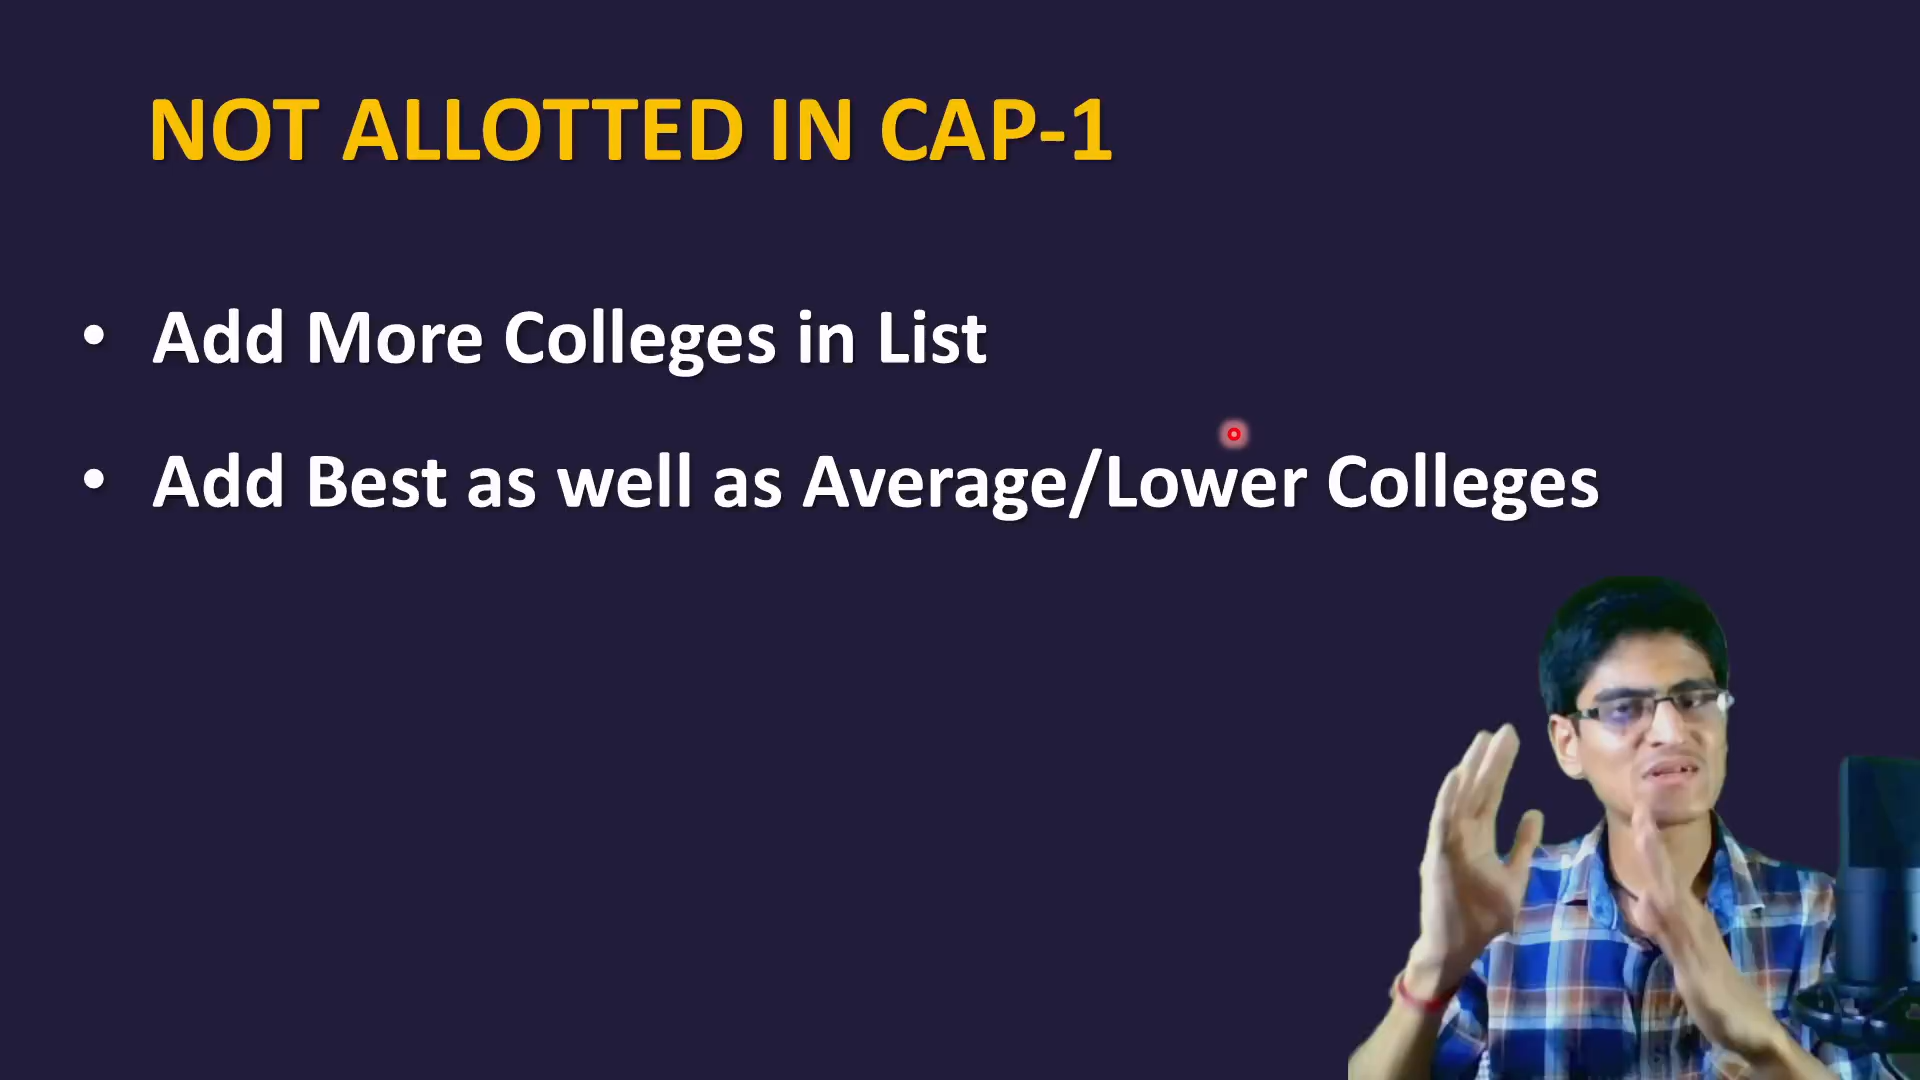 NOT ALLOTTED IN CAP-1
• Add More Colleges in List
• Add Best as well as Average/Lower Colleges